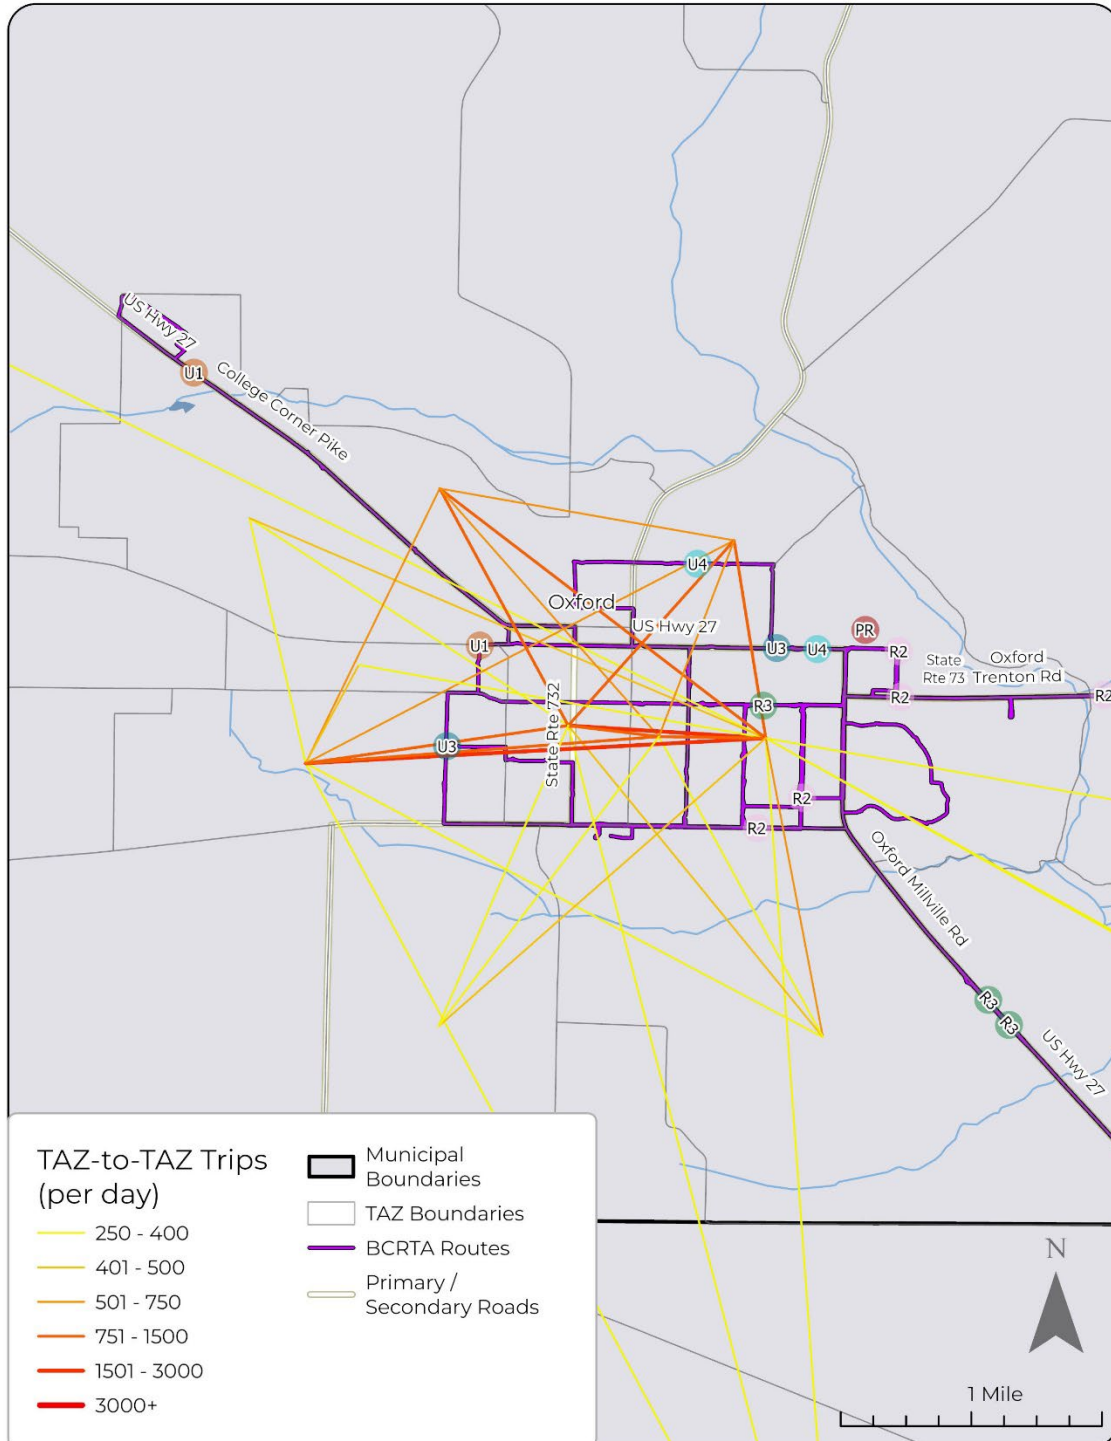 US Hwy 27
U1
College Corner Pike
U4
Oxford
US Hwy 27
U1
U3
U4
PR
R2
State
Rte 73
Oxford
Trenton Rd
R2
R2
R3
State Rte 732
U3
R2
R2
Oxford Millville Rd
R3
R3
US Hwy 27
TAZ-to-TAZ Trips
(per day)
250 - 400
401 - 500
501 - 750
751 - 1500
1501 - 3000
3000+
Municipal
Boundaries
TAZ Boundaries
BCRTA Routes
Primary /
Secondary Roads
N
1 Mile